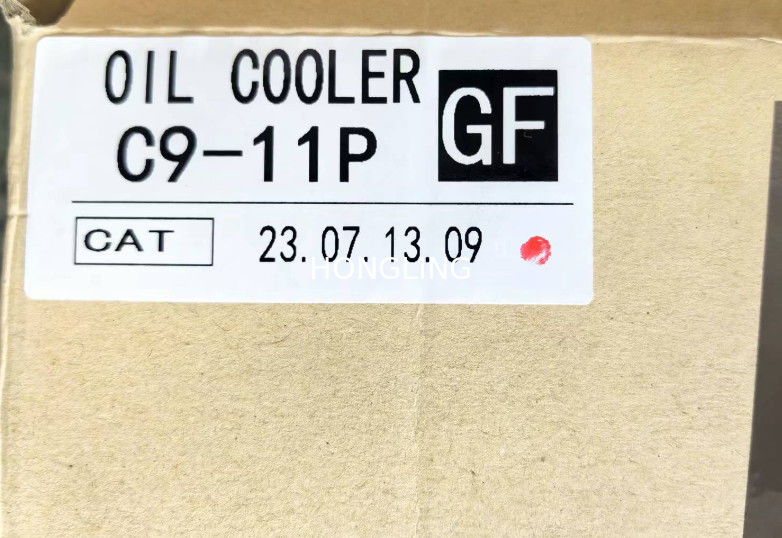 OIL COOLER
C9-11P
GF
CAT 23.07.13.09
HONGLING